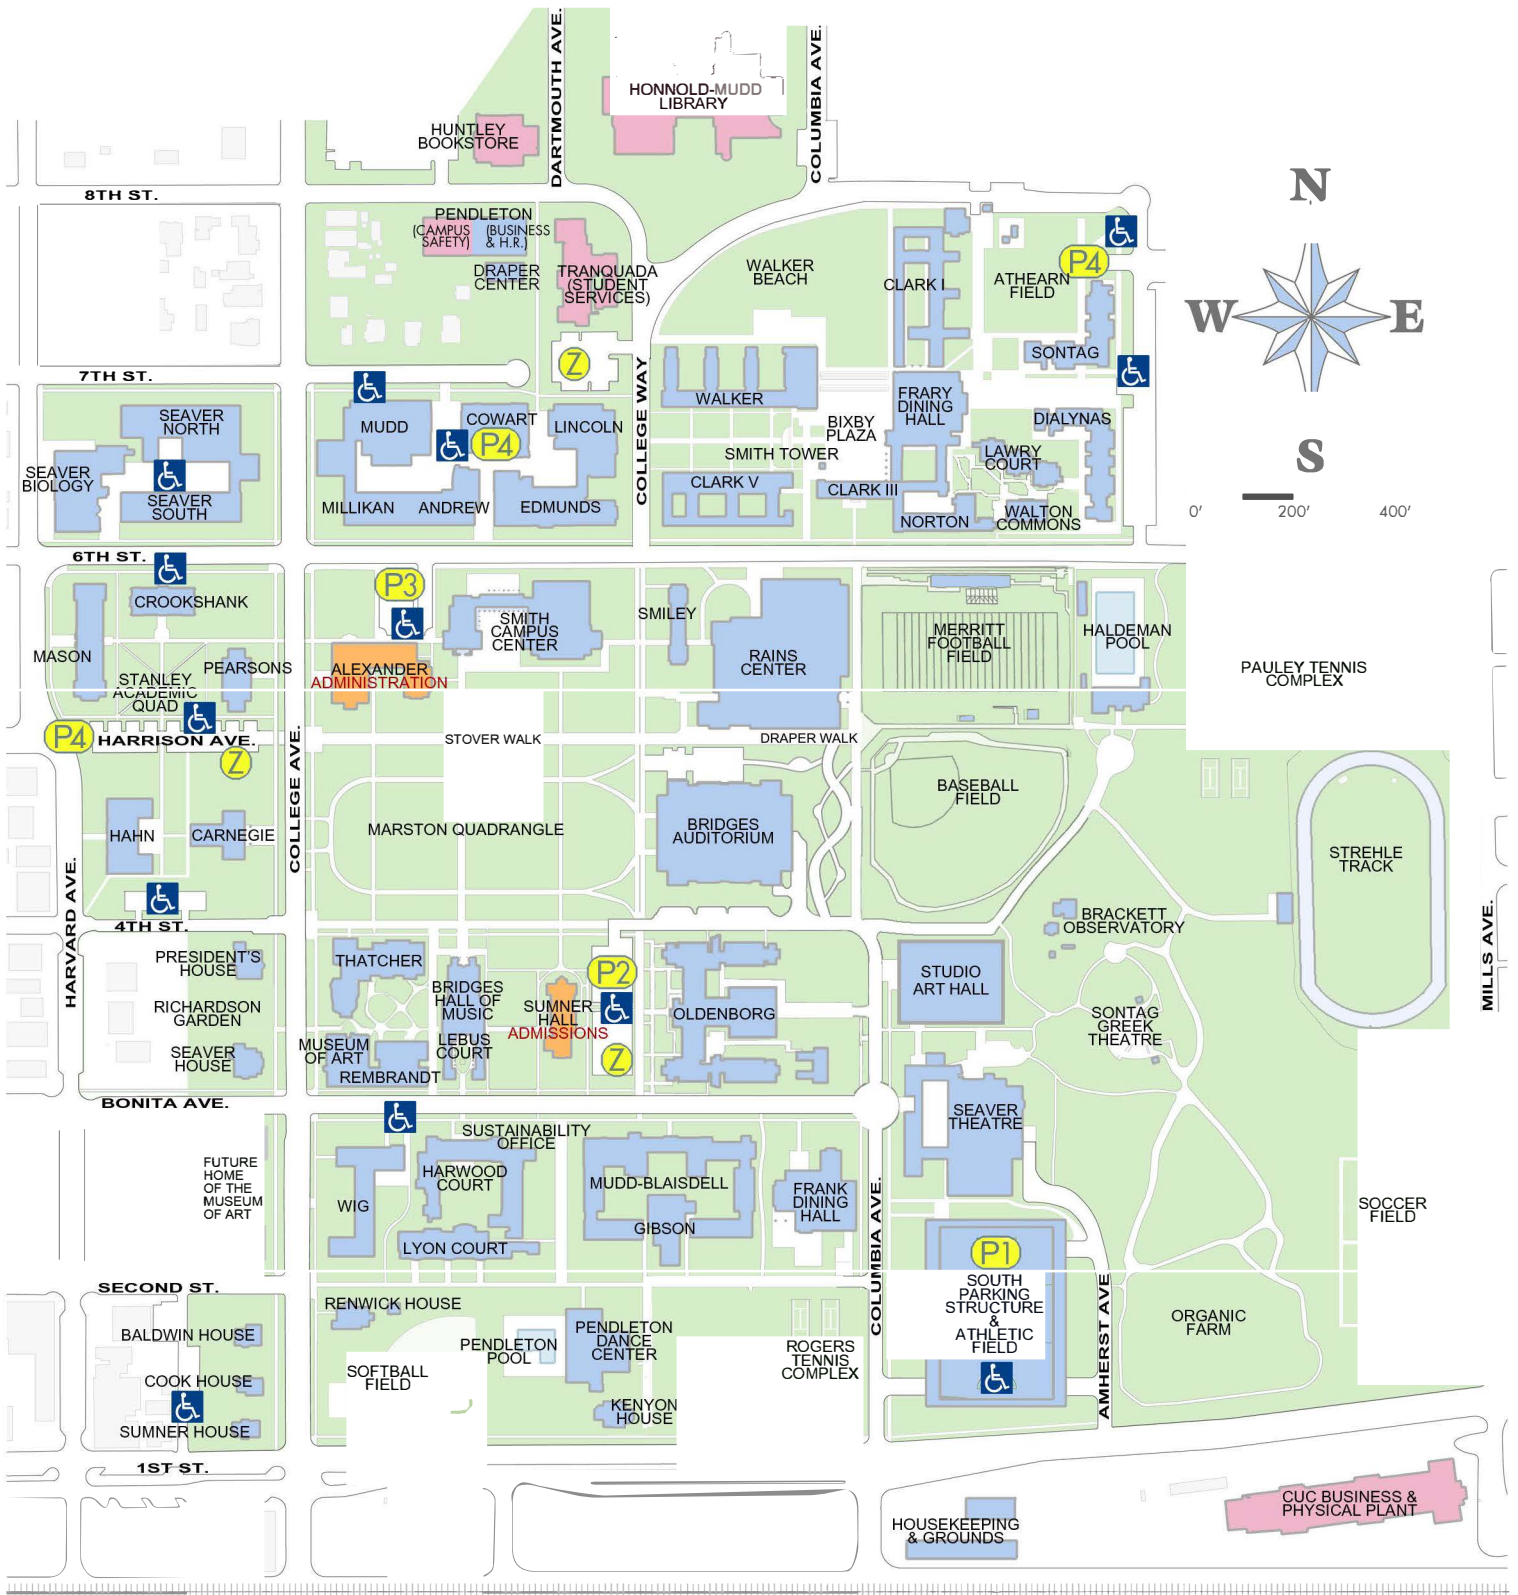 DARTMOUTH AVE.
COLUMBIA AVE.
HONNOLD-MUDD
LIBRARY
HUNTLEY
BOOKSTORE
N
8TH ST.
PENDLETON
(CAMPUS
SAFETY)
(BUSINESS
& H.R.)
DRAPER
CENTER
TRANQUADA
(STUDENT
SERVICES)
WALKER
BEACH
CLARK I
ATHEARN
FIELD
P4
W
E
S
0'
200'
400'
Z
SONTAG
7TH ST.
COLLEGE WAY
SEAVER
NORTH
SEAVER
BIOLOGY
SEAVER
SOUTH
MUDD
COWART
P4
LINCOLN
MILLIKAN
ANDREW
EDMUNDS
WALKER
BIXBY
PLAZA
FRARY
DINING
HALL
DIALYNAS
SMITH TOWER
LAWRY
COURT
CLARK V
CLARK III
NORTON
WALTON
COMMONS
6TH ST.
CROOKSHANK
P3
SMITH
CAMPUS
CENTER
SMILEY
RAINS
CENTER
MERRITT
FOOTBALL
FIELD
HALDEMAN
POOL
PAULEY TENNIS
COMPLEX
MASON
PEARSONS
STANLEY
ACADEMIC
QUAD
ALEXANDER
ADMINISTRATION
P4
HARRISON AVE.
Z
COLLEGE AVE.
STOVER WALK
DRAPER WALK
BASEBALL
FIELD
HAHN
CARNEGIE
MARSTON QUADRANGLE
BRIDGES
AUDITORIUM
STREHLE
TRACK
HARVARD AVE.
MILLS AVE.
4TH ST.
BRACKETT
OBSERVATORY
PRESIDENT'S
HOUSE
RICHARDSON
GARDEN
SEAVER
HOUSE
THATCHER
BRIDGES
HALL OF
MUSIC
SUMNER
HALL
ADMISSIONS
P2
Z
OLDENBORG
STUDIO
ART HALL
SONTAG
GREEK
THEATRE
MUSEUM
OF ART
REMBRANDT
LEBUS
COURT
BONITA AVE.
SUSTAINABILITY
OFFICE
SEAVER
THEATRE
FUTURE
HOME
OF THE
MUSEUM
OF ART
WIG
HARWOOD
COURT
LYON COURT
MUDD-BLAISDELL
GIBSON
FRANK
DINING
HALL
COLUMBIA AVE.
SOCCER
FIELD
P1
SOUTH
PARKING
STRUCTURE
&
ATHLETIC
FIELD
AMHERST AVE
ORGANIC
FARM
SECOND ST.
BALDWIN HOUSE
COOK HOUSE
SUMNER HOUSE
RENWICK HOUSE
SOFTBALL
FIELD
PENDLETON
POOL
PENDLETON
DANCE
CENTER
KENYON
HOUSE
ROGERS
TENNIS
COMPLEX
1ST ST.
HOUSEKEEPING
& GROUNDS
CUC BUSINESS &
PHYSICAL PLANT